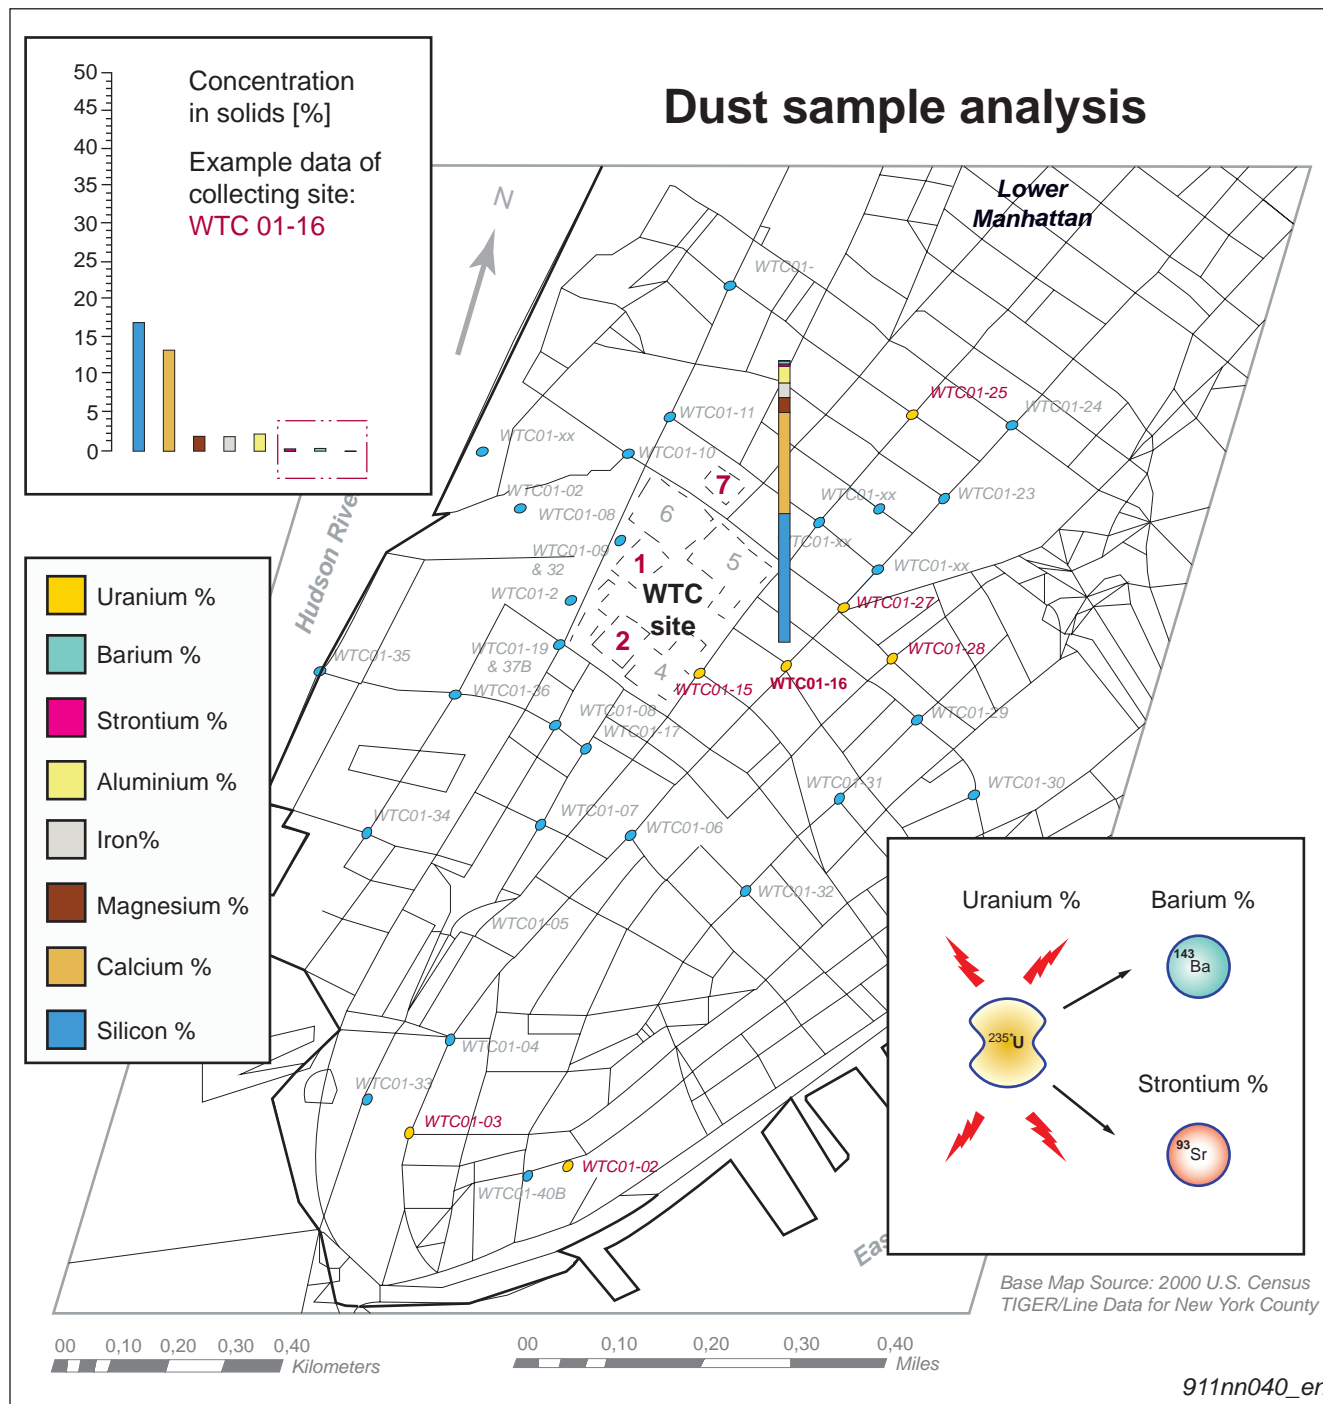 Dust sample analysis
50
45
40
35
30
25
20
15
10
5
0
Concentration
in solids [%]
Example data of
collecting site:
WTC 01-16
N
Lower
Manhattan
Hudson River
WTC01-
WTC01-25
WTC01-24
WTC01-11
WTC01-xx
WTC01-10
7
WTC01-02
WTC01-xx
WTC01-23
WTC01-08
6
WTC01-09
& 32
1
5
TC01-xx
WTC01-xx
WTC01-2
WTC
site
WTC01-27
2
4
WTC01-19
& 37B
WTC01-28
WTC01-35
WTC01-15
WTC01-16
WTC01-36
WTC01-08
WTC01-17
WTC01-29
WTC01-31
WTC01-30
WTC01-34
WTC01-07
WTC01-06
WTC01-32
WTC01-05
WTC01-04
WTC01-33
WTC01-03
WTC01-02
WTC01-40B
Eas
Uranium %
Barium %
Strontium %
Aluminium %
Iron%
Magnesium %
Calcium %
Silicon %
Uranium %
Barium %
143
Ba
235*U
Strontium %
93
Sr
Base Map Source: 2000 U.S. Census
TIGER/Line Data for New York County
00 0,10 0,20 0,30 0,40
Kilometers
00 0,10 0,20 0,30 0,40
Miles
911nn040_en